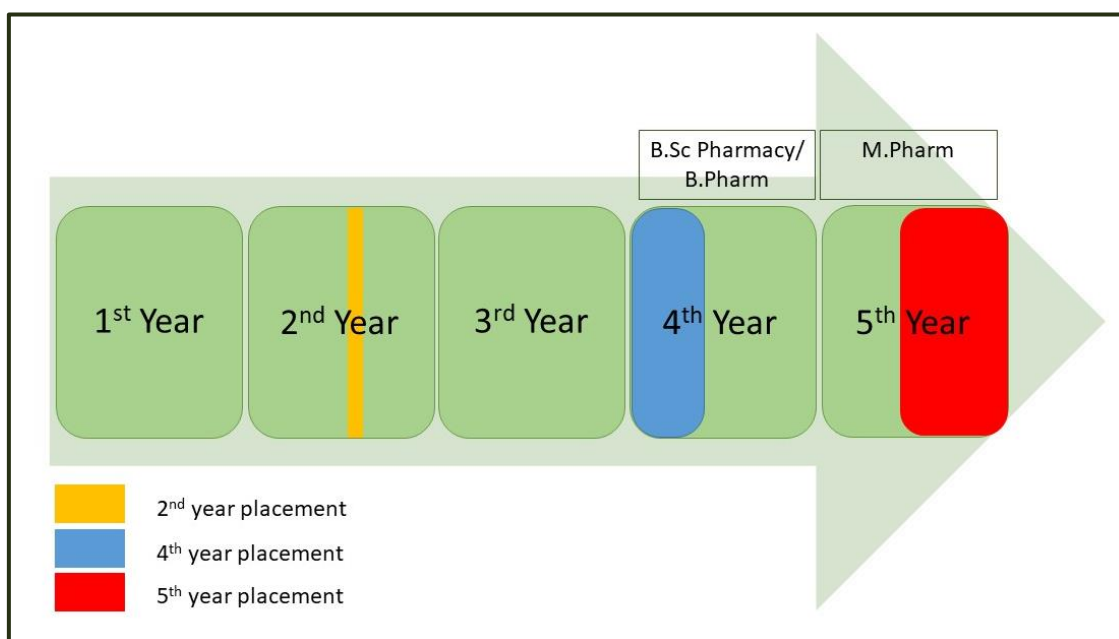 B.Sc Pharmacy/
B.Pharm
M.Pharm
1st Year
2nd Year
3rd Year
4th Year
5th Year
2nd year placement
4th year placement
5th year placement